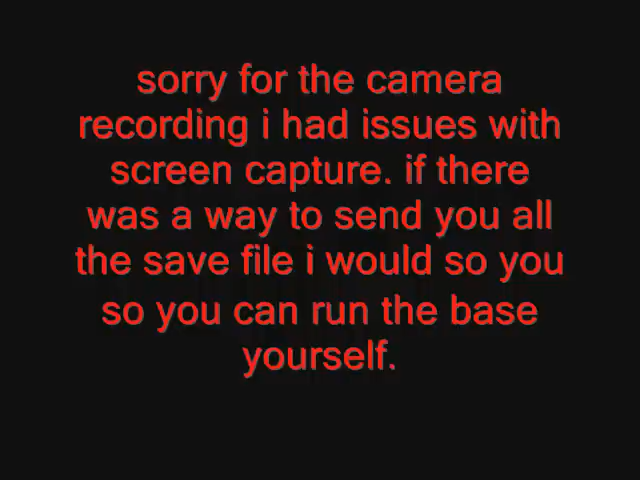 sorry for the camera
recording i had issues with
screen capture. if there
was a way to send you all
the save file i would so you
so you can run the base
yourself.